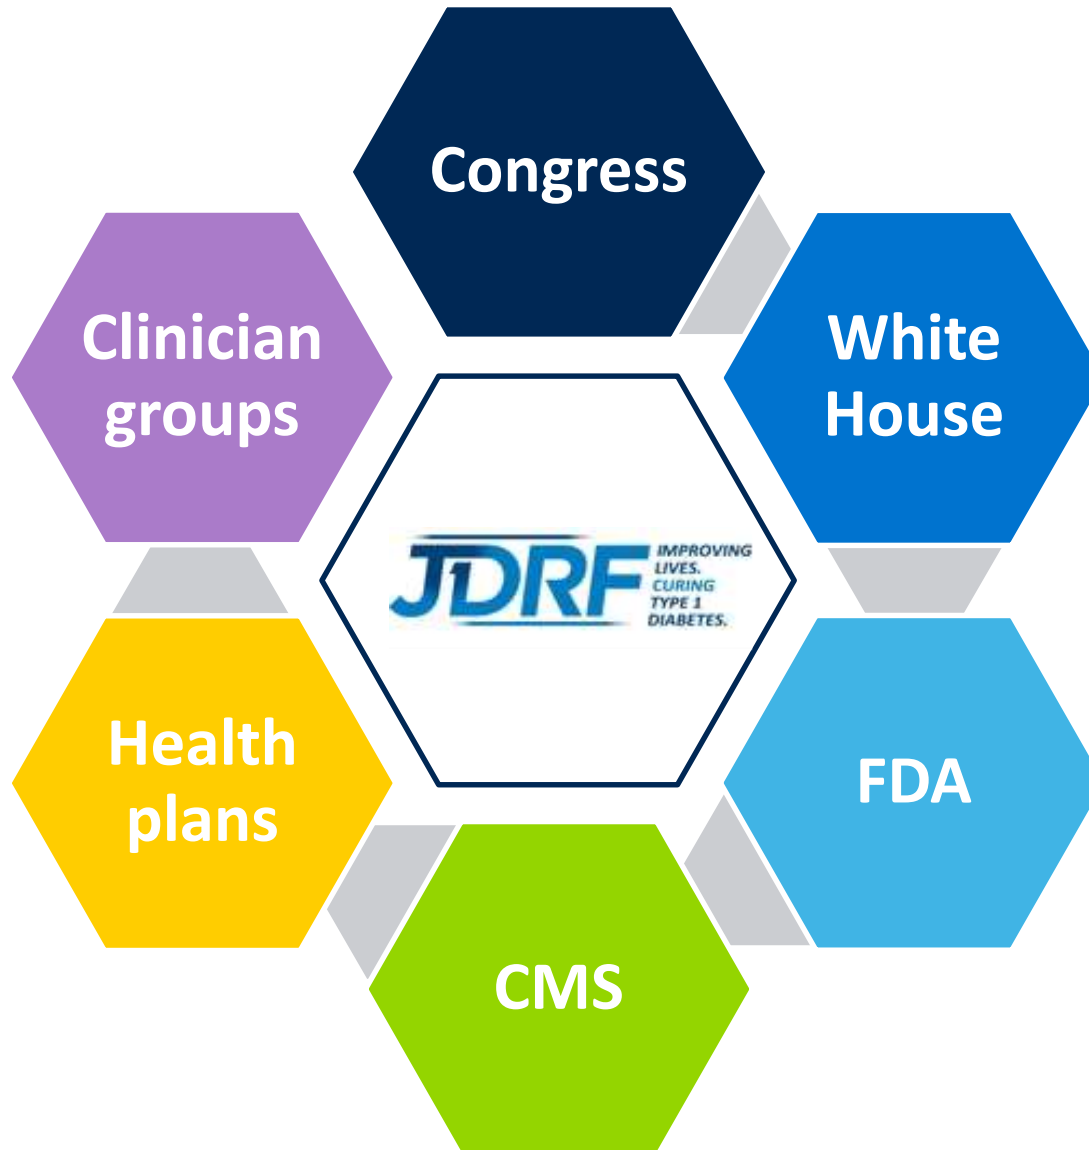 Congress
White
House
FDA
CMS
Health
plans
Clinician
groups
JDRF
IMPROVING
LIVES.
CURING
TYPE 1
DIABETES.